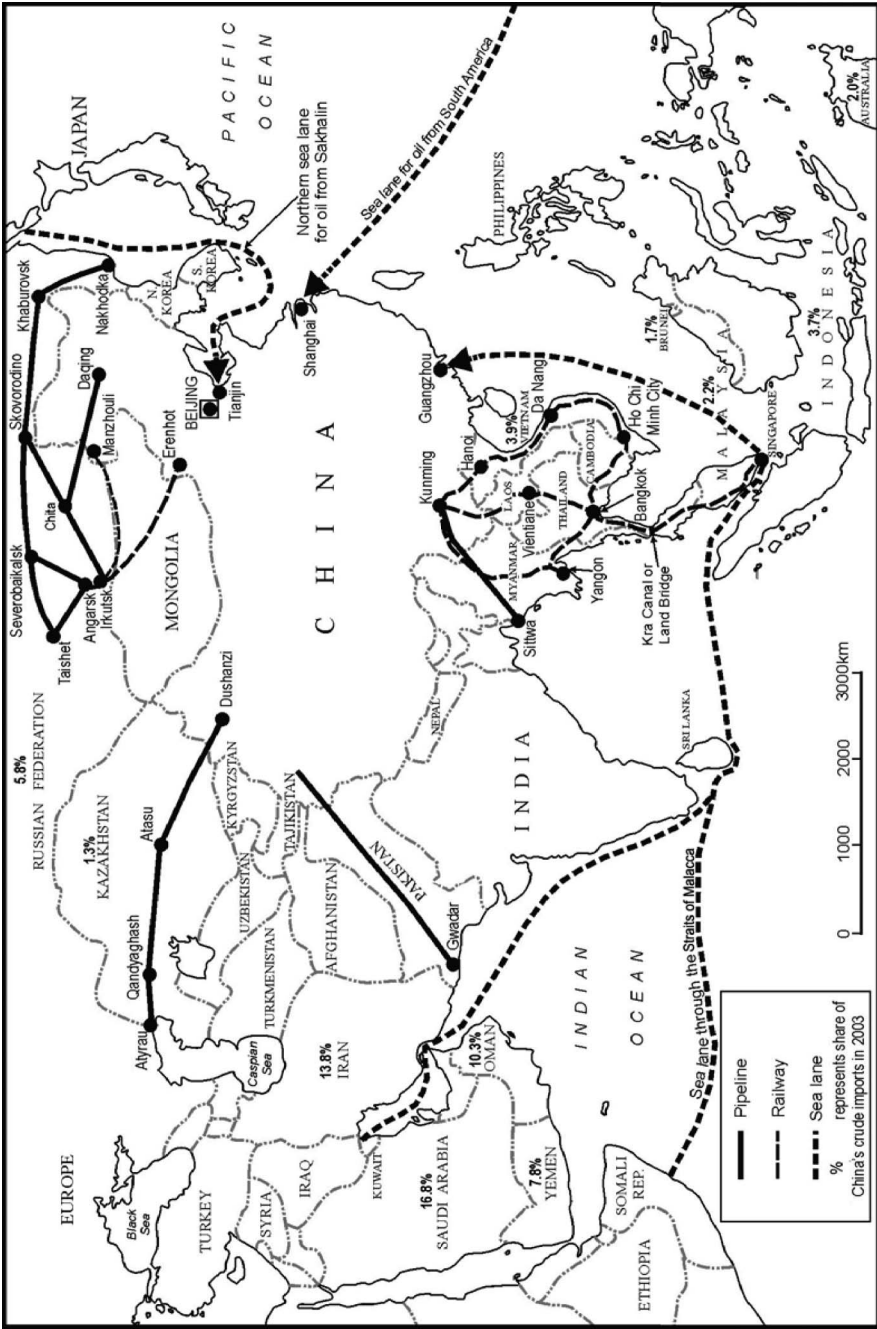 EUROPE
Black
Sea
TURKEY
SYRIA
IRAQ
KUWAIT
16.8%
SAUDI ARABIA
7.8%
YEMEN
10.3%
OMAN
13.8%
IRAN
Caspian
Sea
SOMALI
REP.
ETHIOPIA
5.8%
RUSSIAN FEDERATION
1.3%
KAZAKHSTAN
Atyrau
Qandyaghash
Atasu
Dushanzi
UZBEKISTAN
TURKMENISTAN
KYRGYZSTAN
TAJIKISTAN
AFGHANISTAN
PAKISTAN
Gwadar
INDIA
NEPAL
SRI LANKA
INDIAN
OCEAN
Sea lane through the Straits of Malacca
Taishet
Severobaikalsk
Angarsk
Irkutsk
Chita
Skovorodino
Khaburovsk
Nakhodka
Daqing
Manzhouli
Erenhot
MONGOLIA
BEIJING
Tianjin
N.
KOREA
S.
KOREA
JAPAN
PACIFIC
OCEAN
Northern sea lane
for oil from Sakhalin
Sea lane for oil from South America
Shanghai
CHINA
Guangzhou
Kunming
Hanoi
3.9%
VIETNAM
Da Nang
Ho Chi
Minh City
LAOS
Vientiane
THAILAND
CAMBODIA
Bangkok
MYANMAR
Yangon
Sittwa
Kra Canal or
Land Bridge
PHILIPPINES
1.7%
BRUNEI
2.2%
MALAYSIA
SINGAPORE
3.7%
INDONESIA
2.0%
AUSTRALIA
0
1000
2000
3000km
Pipeline
Railway
Sea lane
% represents share of
China's crude imports in 2003